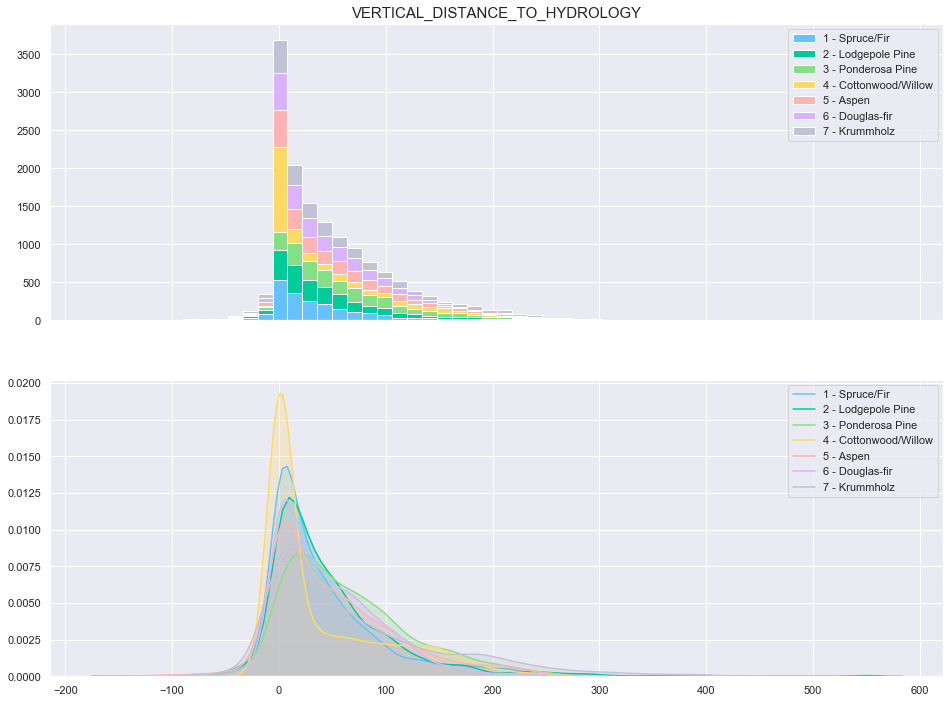 VERTICAL_DISTANCE_TO_HYDROLOGY
1 - Spruce/Fir
2 - Lodgepole Pine
3 - Ponderosa Pine
4 - Cottonwood/Willow
5 - Aspen
6 - Douglas-fir
7 - Krummholz
3500
3000
2500
2000
1500
1000
500
0
0.0200
0.0175
0.0150
0.0125
0.0100
0.0075
0.0050
0.0025
0.0000
1 - Spruce/Fir
2 - Lodgepole Pine
3 - Ponderosa Pine
4 - Cottonwood/Willow
5 - Aspen
6 - Douglas-fir
7 - Krummholz
−200 −100 0 100 200 300 400 500 600